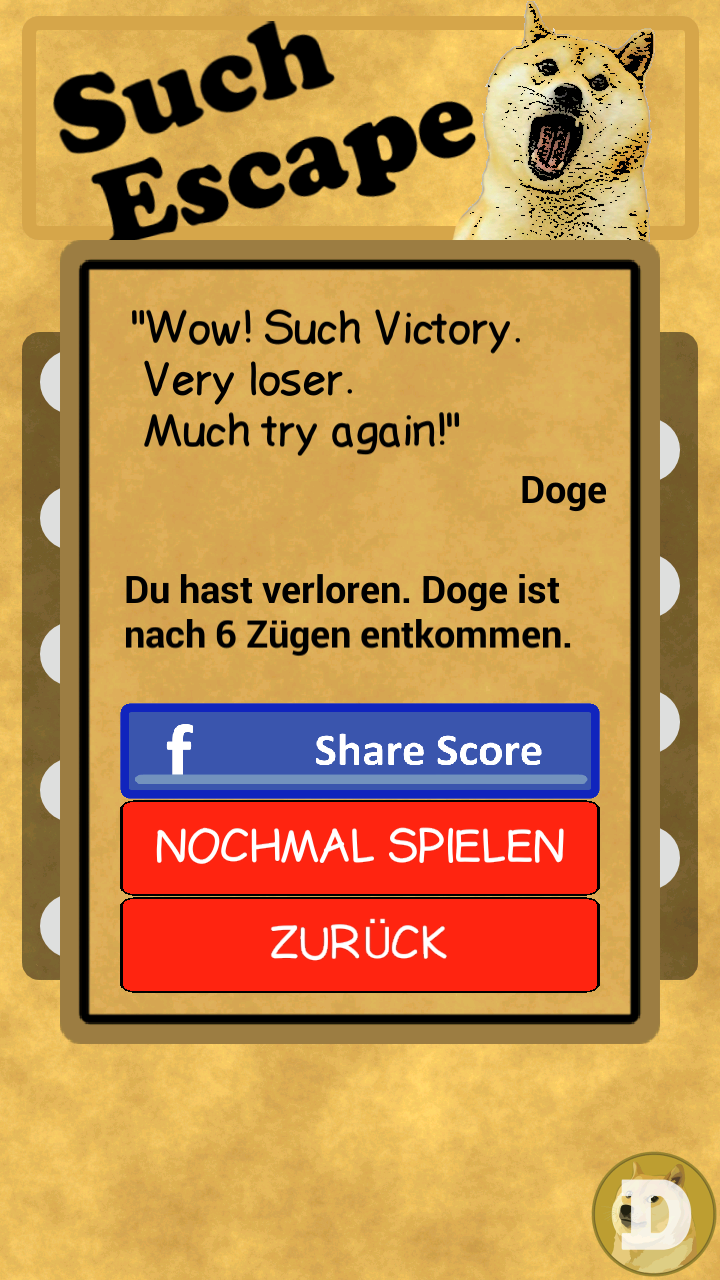 Such
Escape
"Wow! Such Victory.
Very loser.
Much try again!"
Doge
Du hast verloren. Doge ist
nach 6 Zügen entkommen.
f Share Score
NOCHMAL SPIELEN
ZURÜCK
D